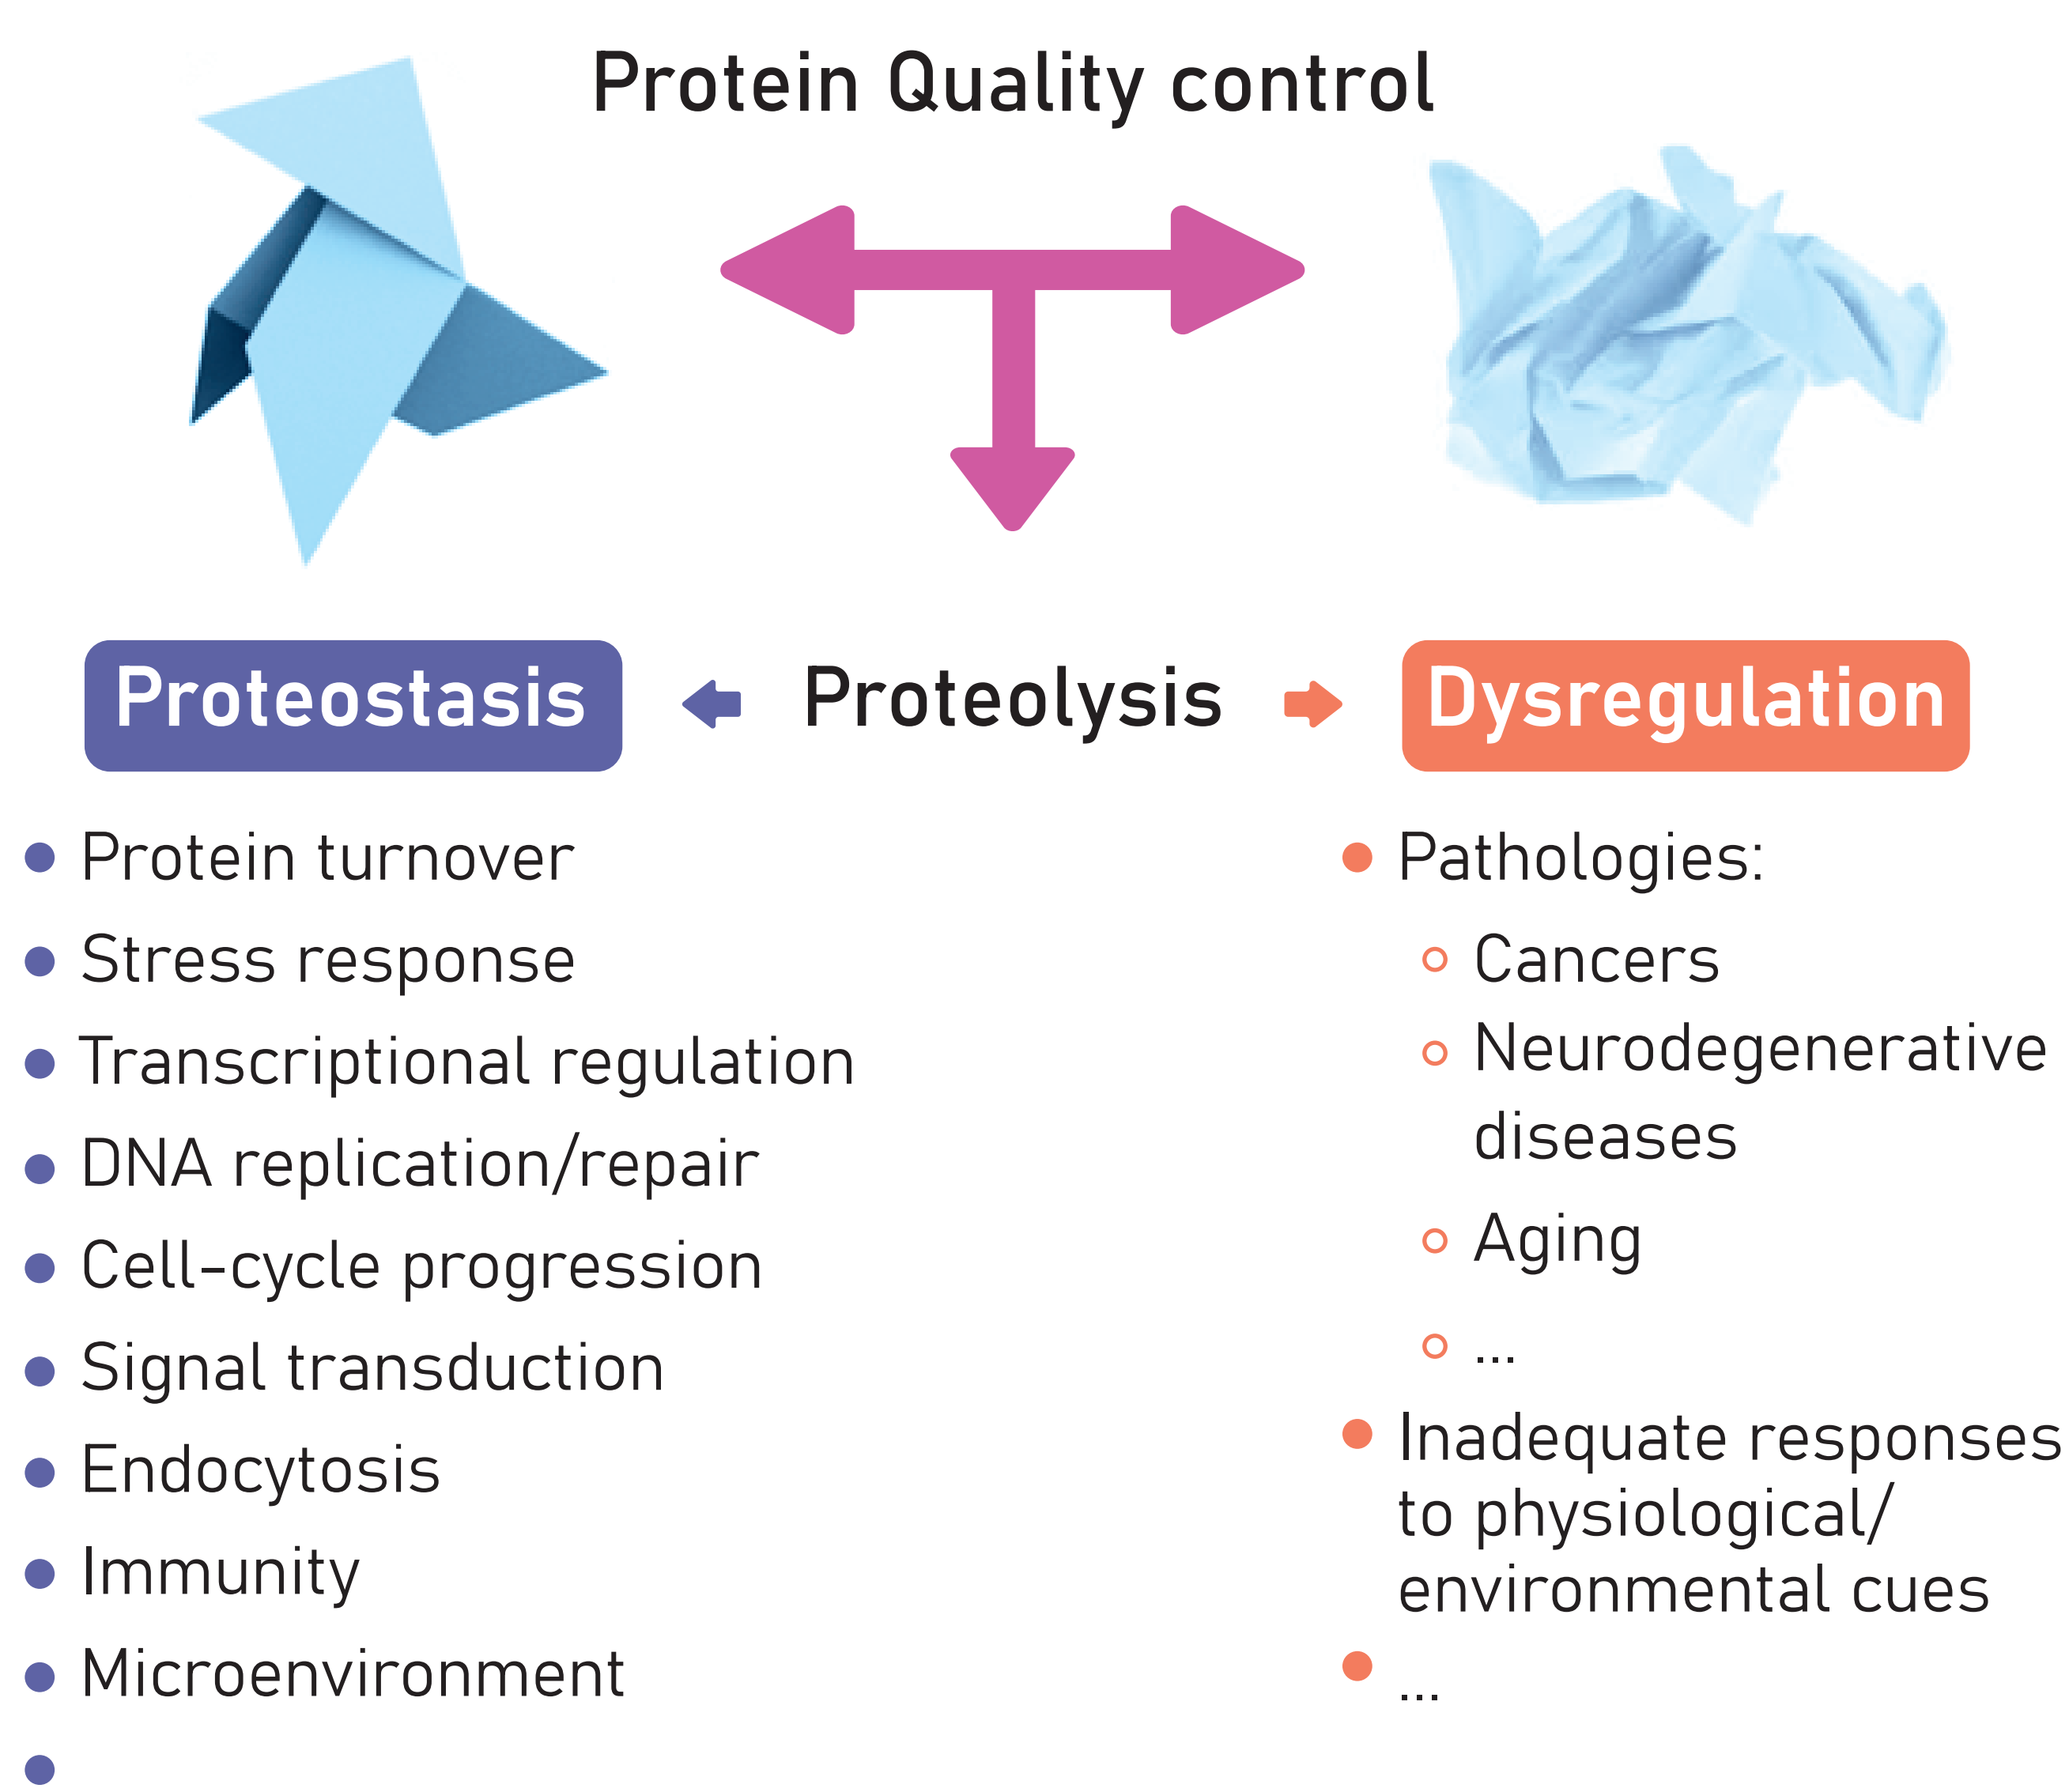 Protein Quality control
Proteostasis
Proteolysis
Dysregulation
Protein turnover
Stress response
Transcriptional regulation
DNA replication/repair
Cell-cycle progression
Signal transduction
Endocytosis
Immunity
Microenvironment
Pathologies:
Cancers
Neurodegenerative
diseases
Aging
...
Inadequate responses
to physiological/
environmental cues
...